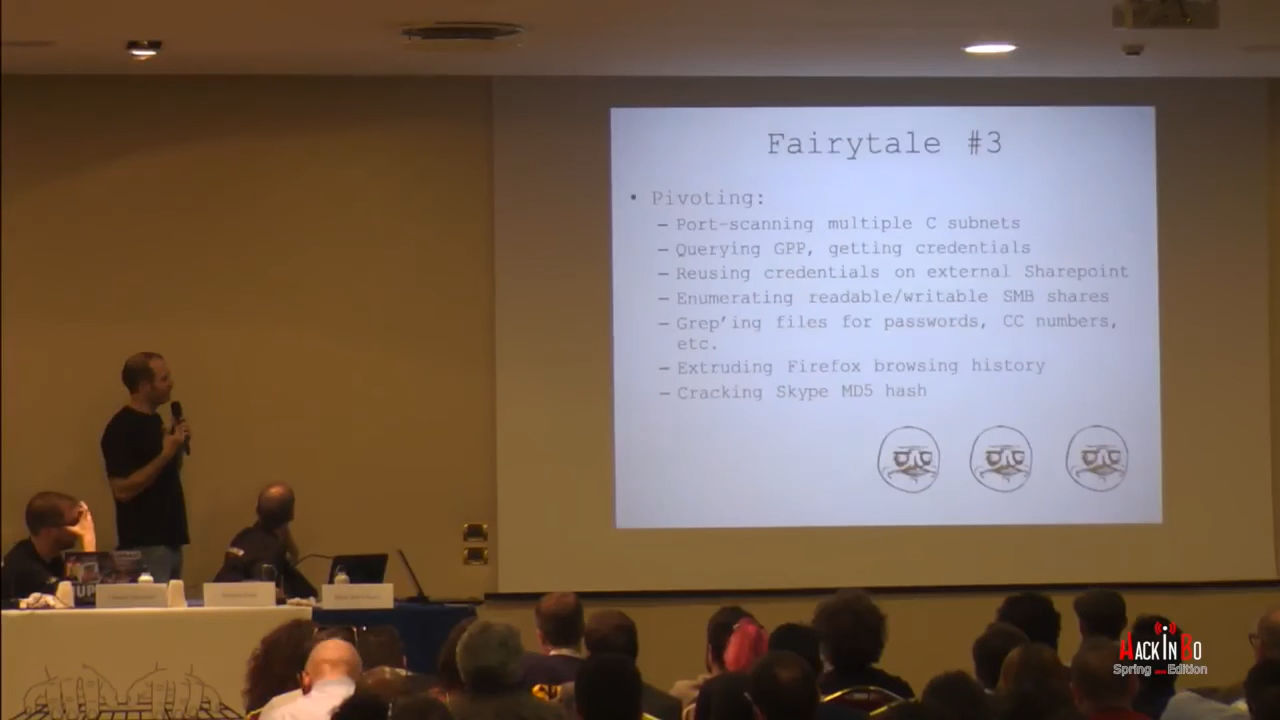 Fairytale #3
• Pivoting:
– Port-scanning multiple C subnets
– Querying GPP, getting credentials
– Reusing credentials on external Sharepoint
– Enumerating readable/writable SMB shares
– Grep’ing files for passwords, CC numbers,
etc.
– Extruding Firefox browsing history
– Cracking Skype MD5 hash
HACKINBO
Spring Edition